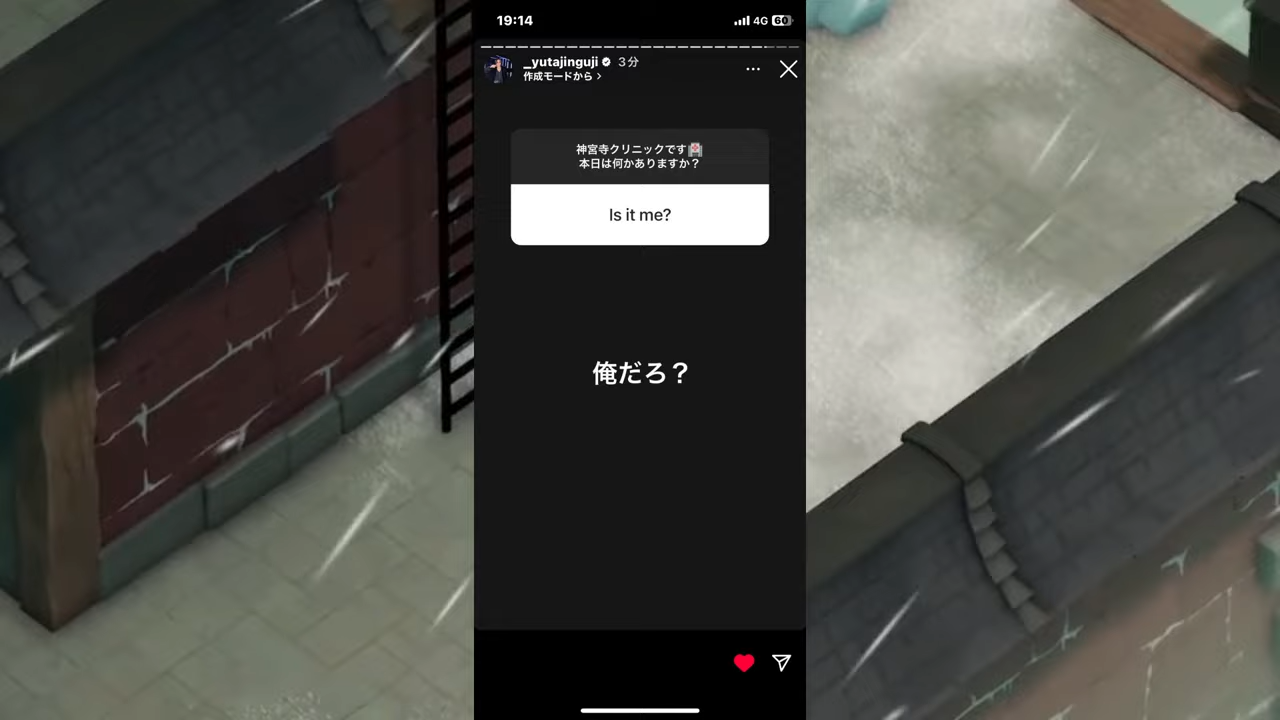 19:14
4G
60
_yutajinguji
3分
作成モードから
神宮寺クリニックです🏥
本日は何かありますか？
Is it me?
俺だろ？